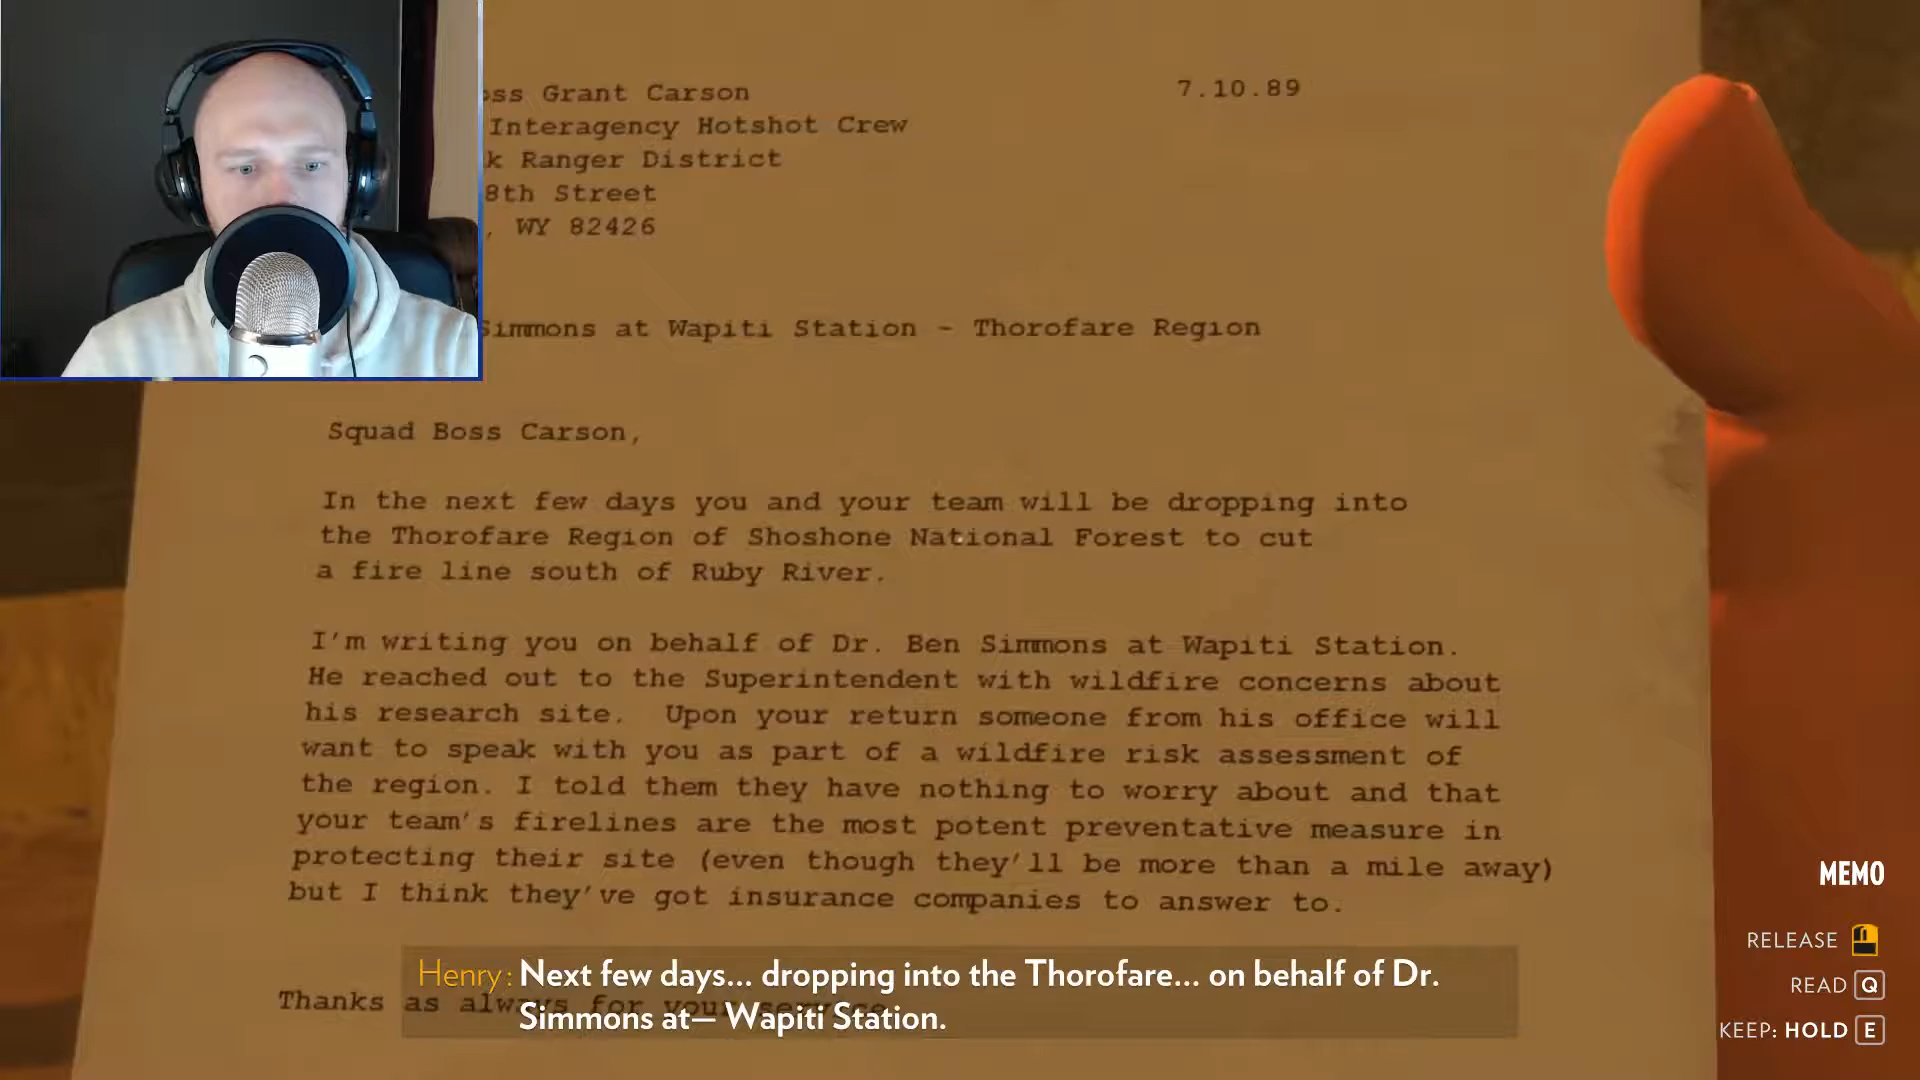 oss Grant Carson
7.10.89
Interagency Hotshot Crew
k Ranger District
8th Street
, WY 82426
Simmons at Wapiti Station - Thorofare Region
Squad Boss Carson,
In the next few days you and your team will be dropping into
the Thorofare Region of Shoshone National Forest to cut
a fire line south of Ruby River.
I'm writing you on behalf of Dr. Ben Simmons at Wapiti Station.
He reached out to the Superintendent with wildfire concerns about
his research site. Upon your return someone from his office will
want to speak with you as part of a wildfire risk assessment of
the region. I told them they have nothing to worry about and that
your team's firelines are the most potent preventative measure in
protecting their site (even though they'll be more than a mile away)
but I think they've got insurance companies to answer to.
Thanks as always for your service
Henry: Next few days... dropping into the Thorofare... on behalf of Dr.
Simmons at— Wapiti Station.
MEMO
RELEASE
READ Q
KEEP: HOLD E